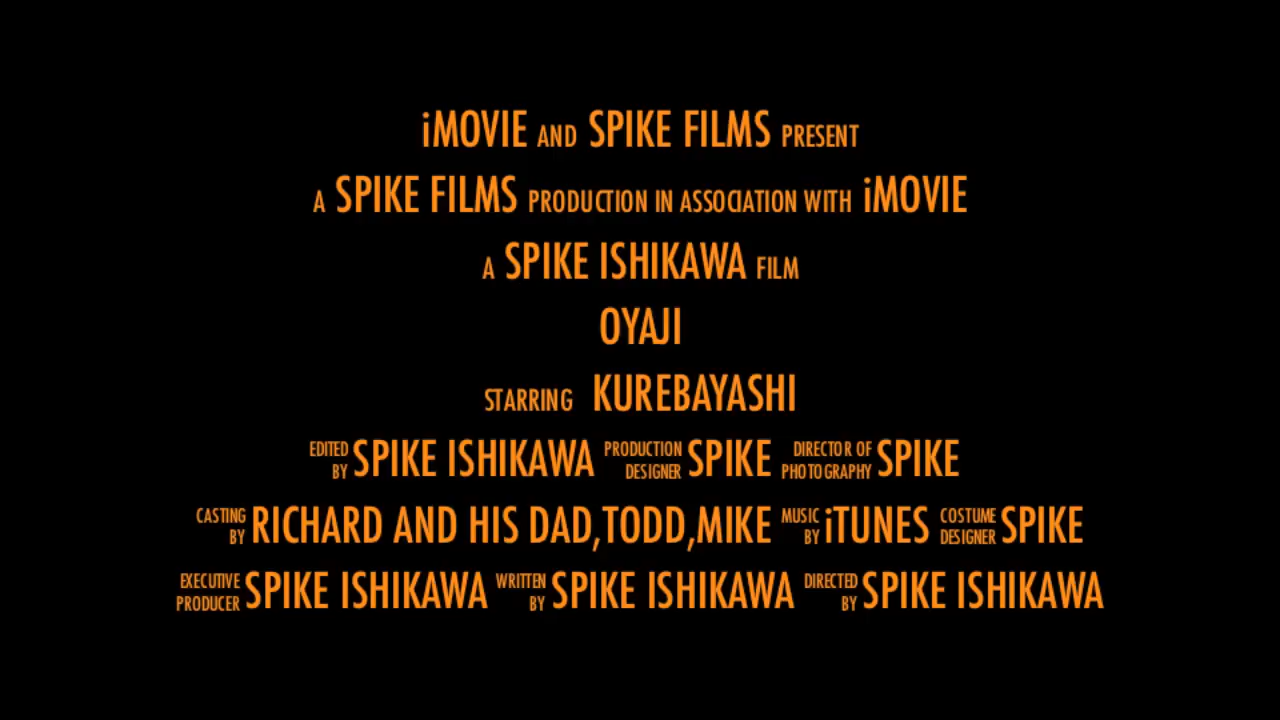 iMOVIE AND SPIKE FILMS PRESENT
A SPIKE FILMS PRODUCTION IN ASSOCIATION WITH iMOVIE
A SPIKE ISHIKAWA FILM
OYAJI
STARRING KUREBAYASHI
EDITED BY SPIKE ISHIKAWA PRODUCTION DESIGNER SPIKE DIRECTOR OF PHOTOGRAPHY SPIKE
CASTING BY RICHARD AND HIS DAD,TODD,MIKE MUSIC BY iTUNES COSTUME DESIGNER SPIKE
EXECUTIVE PRODUCER SPIKE ISHIKAWA WRITTEN BY SPIKE ISHIKAWA DIRECTED BY SPIKE ISHIKAWA